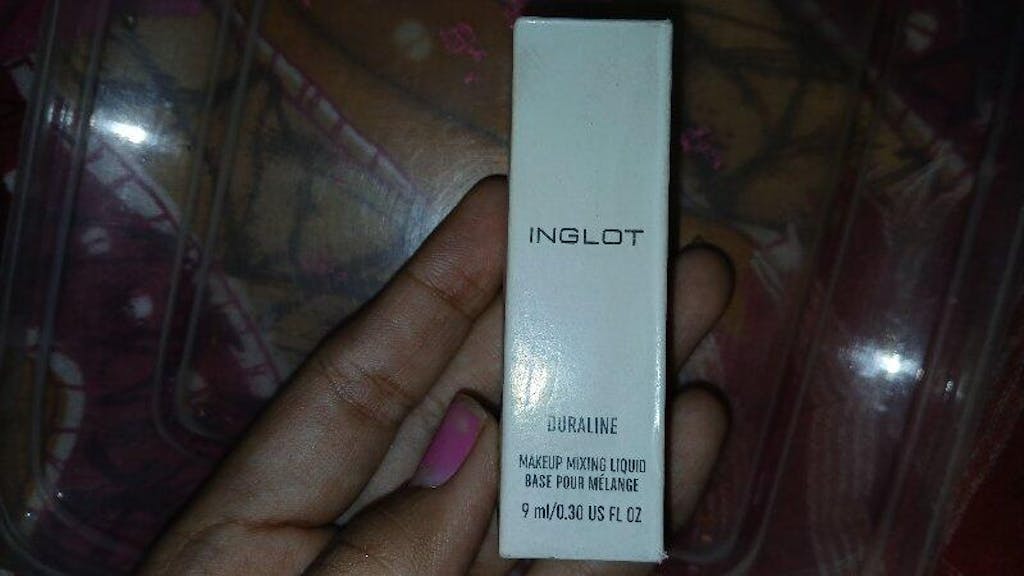 INGLOT
DURALINE
MAKEUP MIXING LIQUID
BASE POUR MÉLANGE
9 ml/0.30 US FL OZ